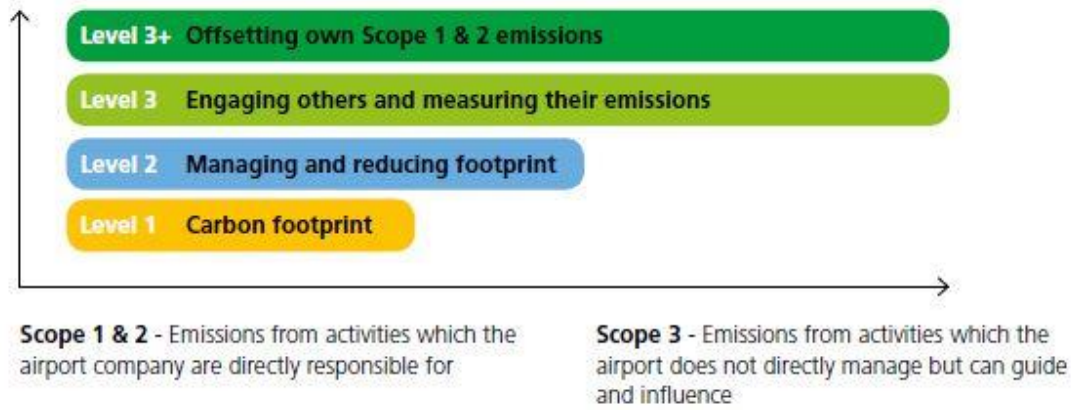 Level 3+ Offsetting own Scope 1 & 2 emissions
Level 3 Engaging others and measuring their emissions
Level 2 Managing and reducing footprint
Level 1 Carbon footprint
Scope 1 & 2 - Emissions from activities which the
airport company are directly responsible for
Scope 3 - Emissions from activities which the
airport does not directly manage but can guide
and influence